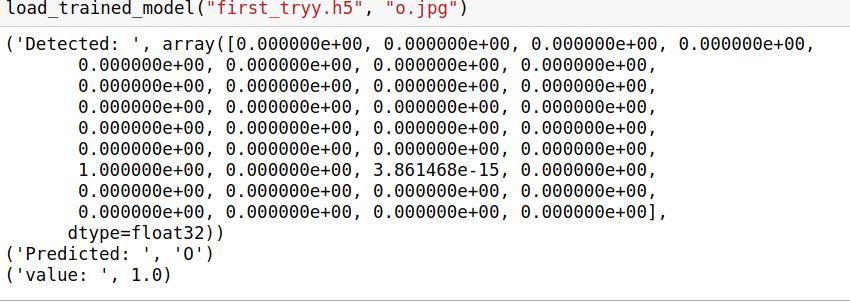 load_trained_model("first_tryy.h5", "o.jpg")
('Detected: ', array([0.000000e+00, 0.000000e+00, 0.000000e+00, 0.000000e+00,
0.000000e+00, 0.000000e+00, 0.000000e+00, 0.000000e+00,
0.000000e+00, 0.000000e+00, 0.000000e+00, 0.000000e+00,
0.000000e+00, 0.000000e+00, 0.000000e+00, 0.000000e+00,
0.000000e+00, 0.000000e+00, 0.000000e+00, 0.000000e+00,
0.000000e+00, 0.000000e+00, 0.000000e+00, 0.000000e+00,
1.000000e+00, 0.000000e+00, 3.861468e-15, 0.000000e+00,
0.000000e+00, 0.000000e+00, 0.000000e+00, 0.000000e+00,
0.000000e+00, 0.000000e+00, 0.000000e+00, 0.000000e+00],
dtype=float32))
('Predicted: ', 'O')
('value: ', 1.0)